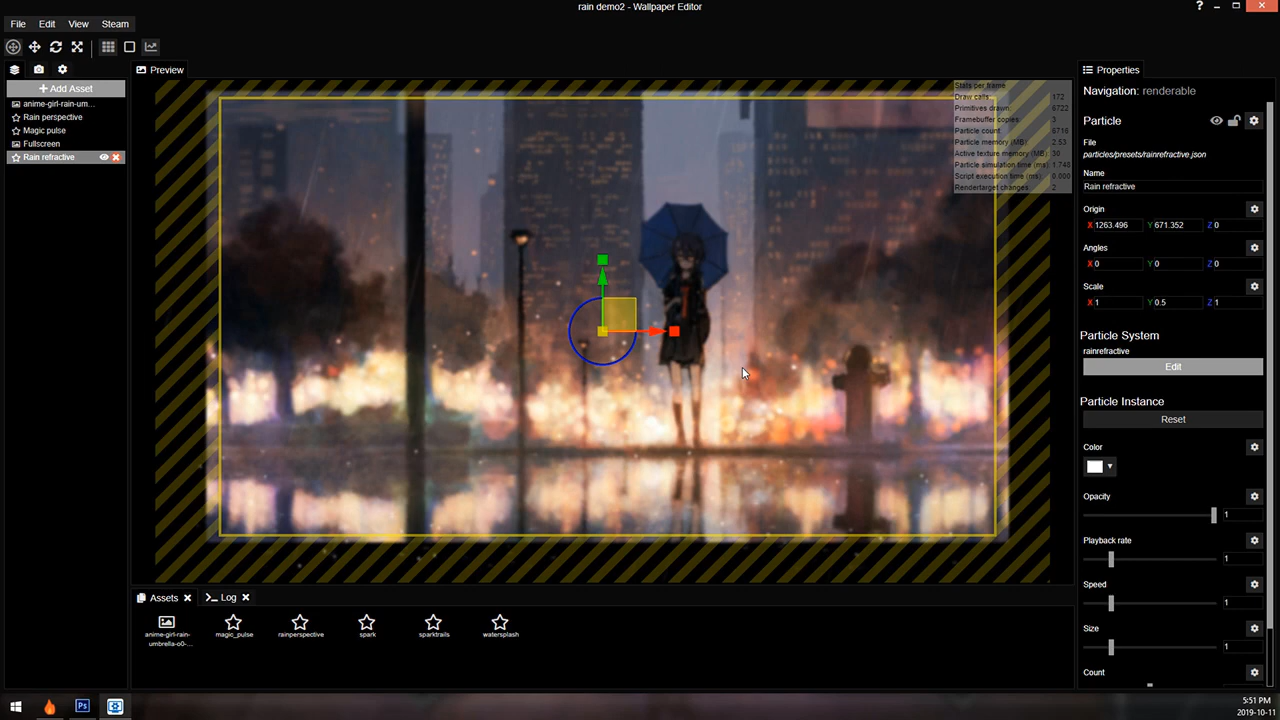 rain demo2 - Wallpaper Editor
?
File Edit View Steam
Preview
Properties
+ Add Asset
anime-girl-rain-um...
Rain perspective
Magic pulse
Fullscreen
Rain refractive
Stats per frame
Draw calls: 172
Primitives drawn: 6722
Framebuffer copies: 3
Particle count: 6716
Particle memory (MB): 2.53
Active texture memory (MB): 30
Particle simulation time (ms): 1.748
Script execution time (ms): 0.000
Rendertarget changes: 2
Navigation: renderable
Particle
File
particles/presets/rainrefractive.json
Name
Rain refractive
Origin
X 1263.496 Y 671.352 Z 0
Angles
X 0 Y 0 Z 0
Scale
X 1 Y 0.5 Z 1
Particle System
rainrefractive
Edit
Particle Instance
Reset
Color
Opacity
1
Playback rate
1
Speed
1
Size
1
Count
Assets Log
anime-girl-rain-
umbrella-o0-...
magic_pulse
rainperspective
spark
sparktrails
watersplash
Ps
5:51 PM
2019-10-11